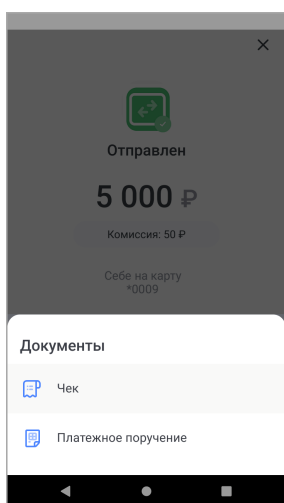 Отправлен
5 000 ₽
Комиссия: 50 ₽
Себе на карту
*0009
Документы
Чек
Платежное поручение